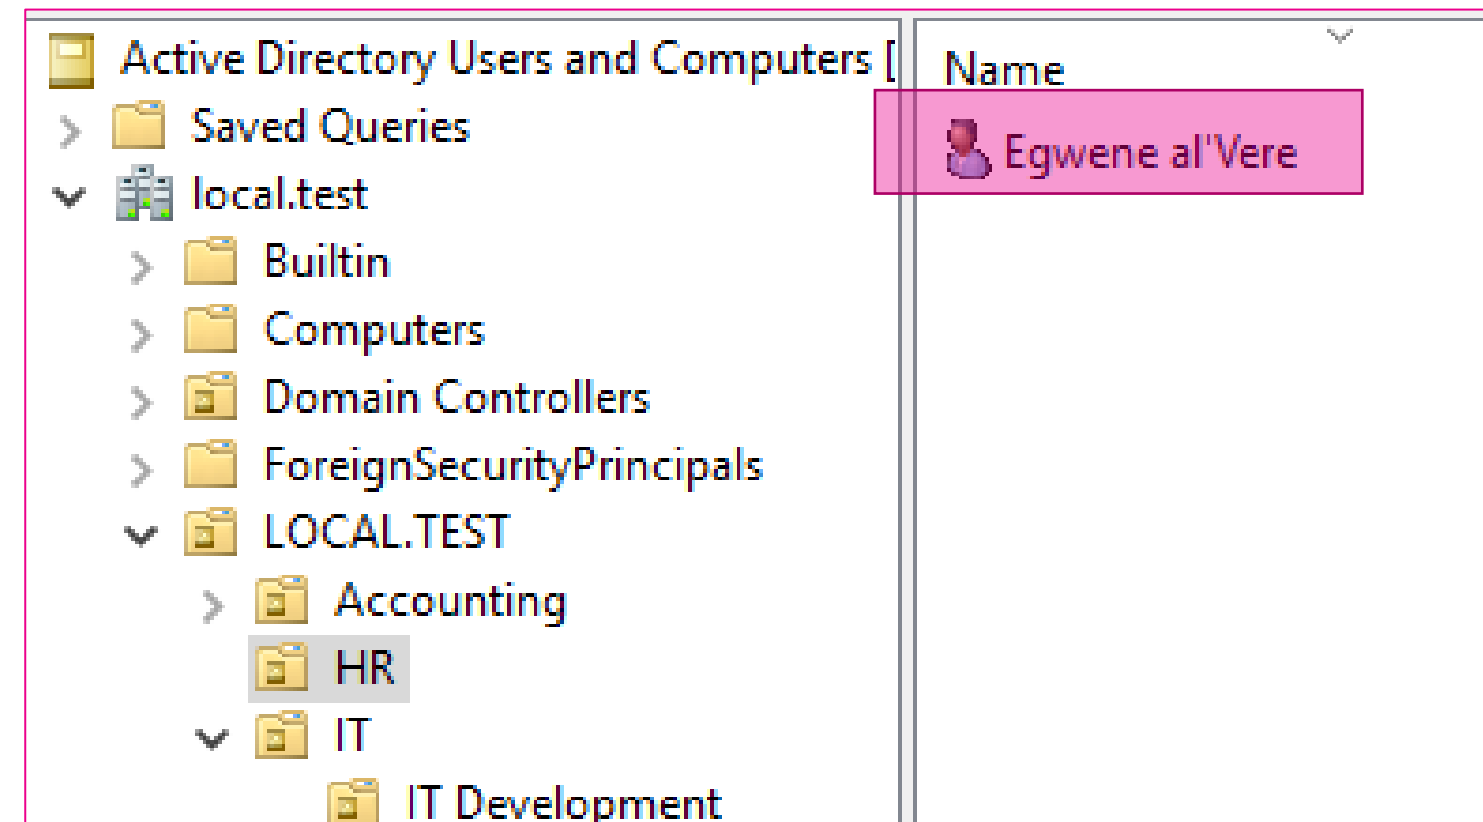 Active Directory Users and Computers [
Saved Queries
local.test
Builtin
Computers
Domain Controllers
ForeignSecurityPrincipals
LOCAL.TEST
Accounting
HR
IT
IT Development
Name
Egwene al'Vere